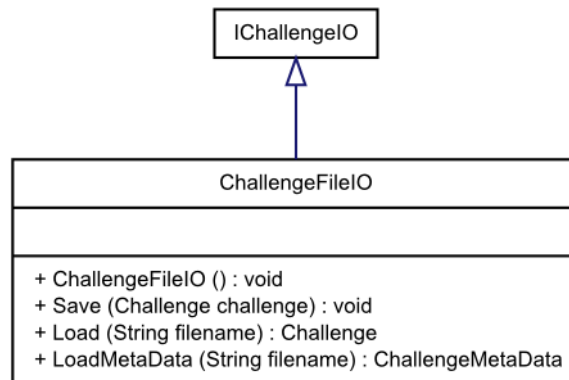 IChallengeIO
ChallengeFileIO
+ ChallengeFileIO () : void
+ Save (Challenge challenge) : void
+ Load (String filename) : Challenge
+ LoadMetaData (String filename) : ChallengeMetaData